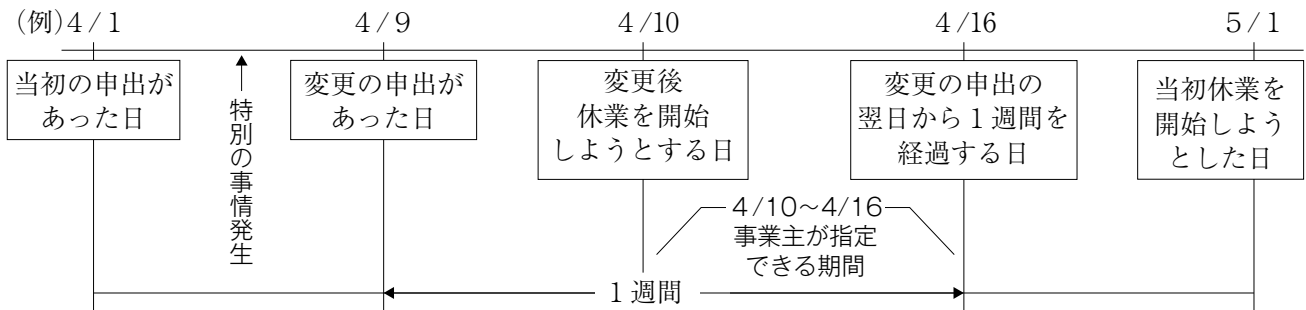 (例)4/1
4/9
4/10
4/16
5/1
当初の申出が
あった日
特別の事情発生
変更の申出が
あった日
変更後
休業を開始
しようとする日
変更の申出の
翌日から1週間を
経過する日
当初休業を
開始しよう
とした日
4/10～4/16
事業主が指定
できる期間
1週間